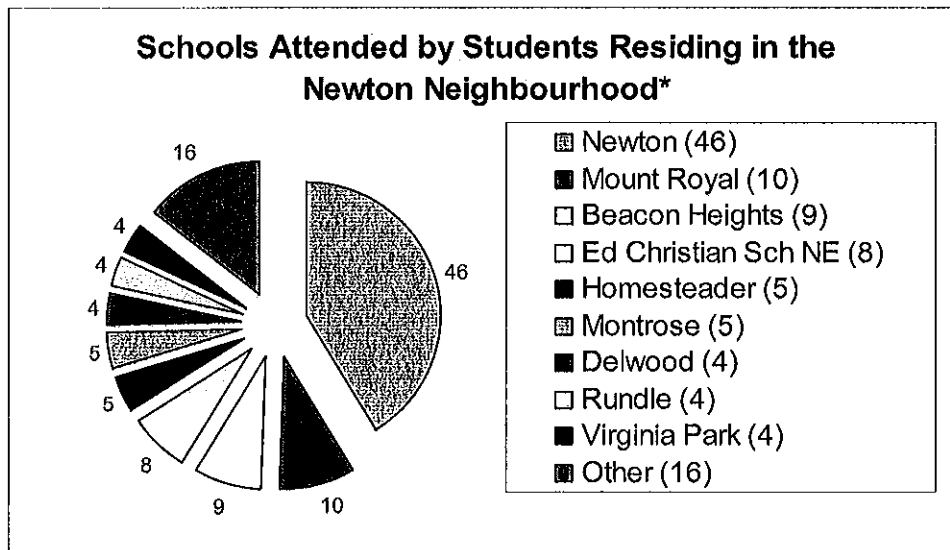 Schools Attended by Students Residing in the
Newton Neighbourhood*
16
4
4
4
5
5
8
9
10
46
Newton (46)
Mount Royal (10)
Beacon Heights (9)
Ed Christian Sch NE (8)
Homesteader (5)
Montrose (5)
Delwood (4)
Rundle (4)
Virginia Park (4)
Other (16)